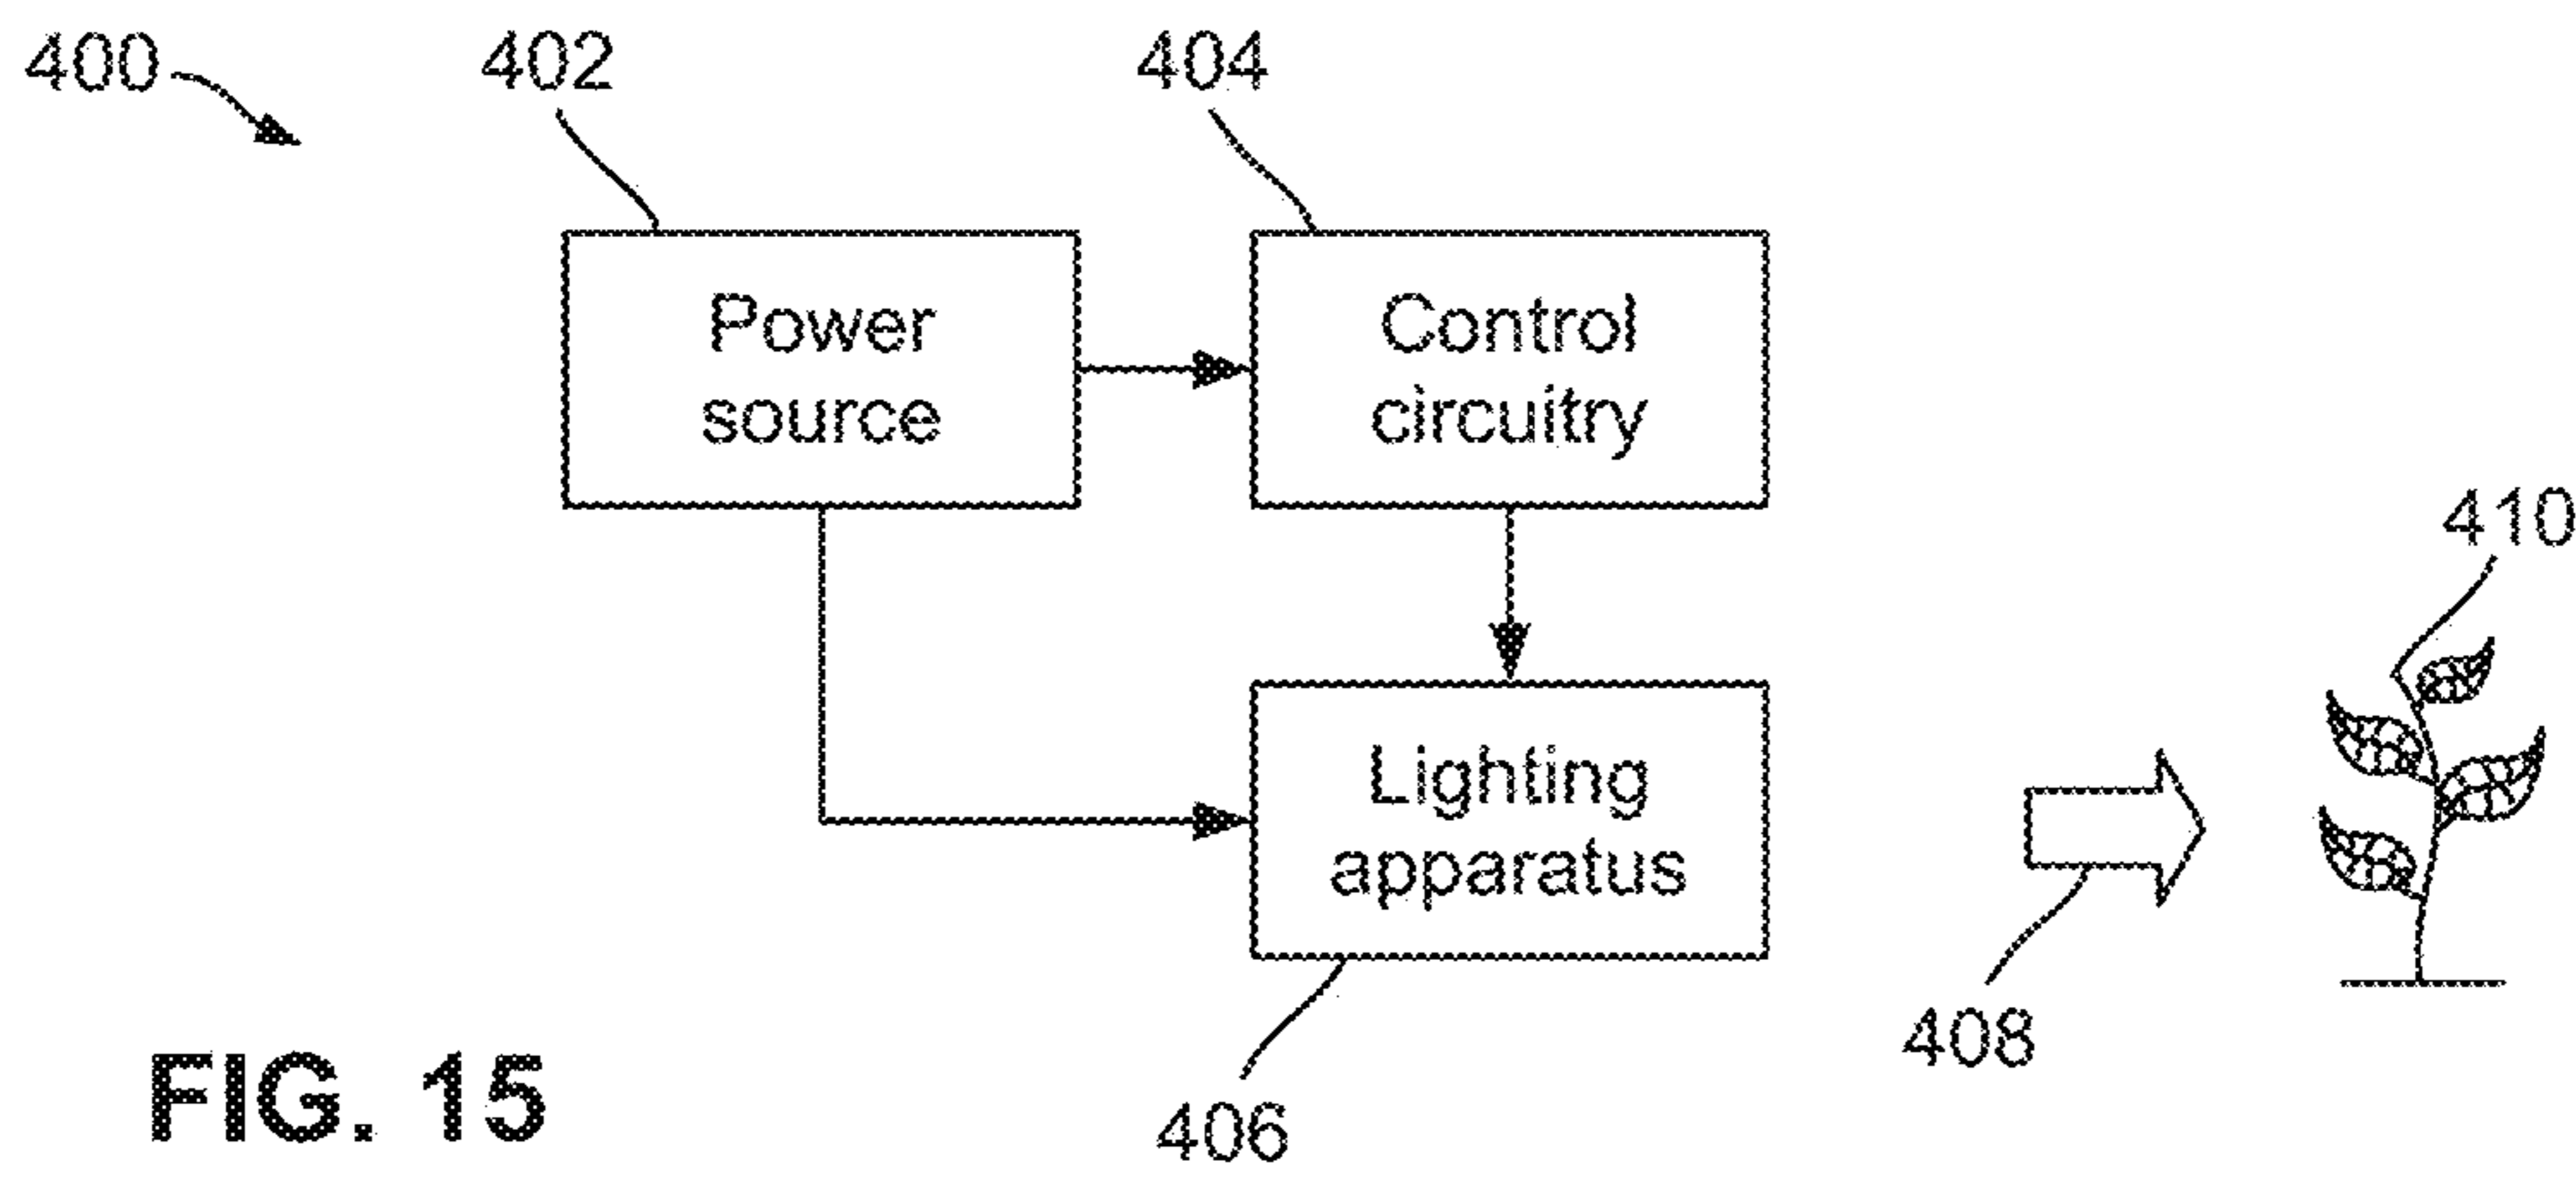 400
402
404
Power
source
Control
circuitry
410
Lighting
apparatus
408
406
FIG. 15